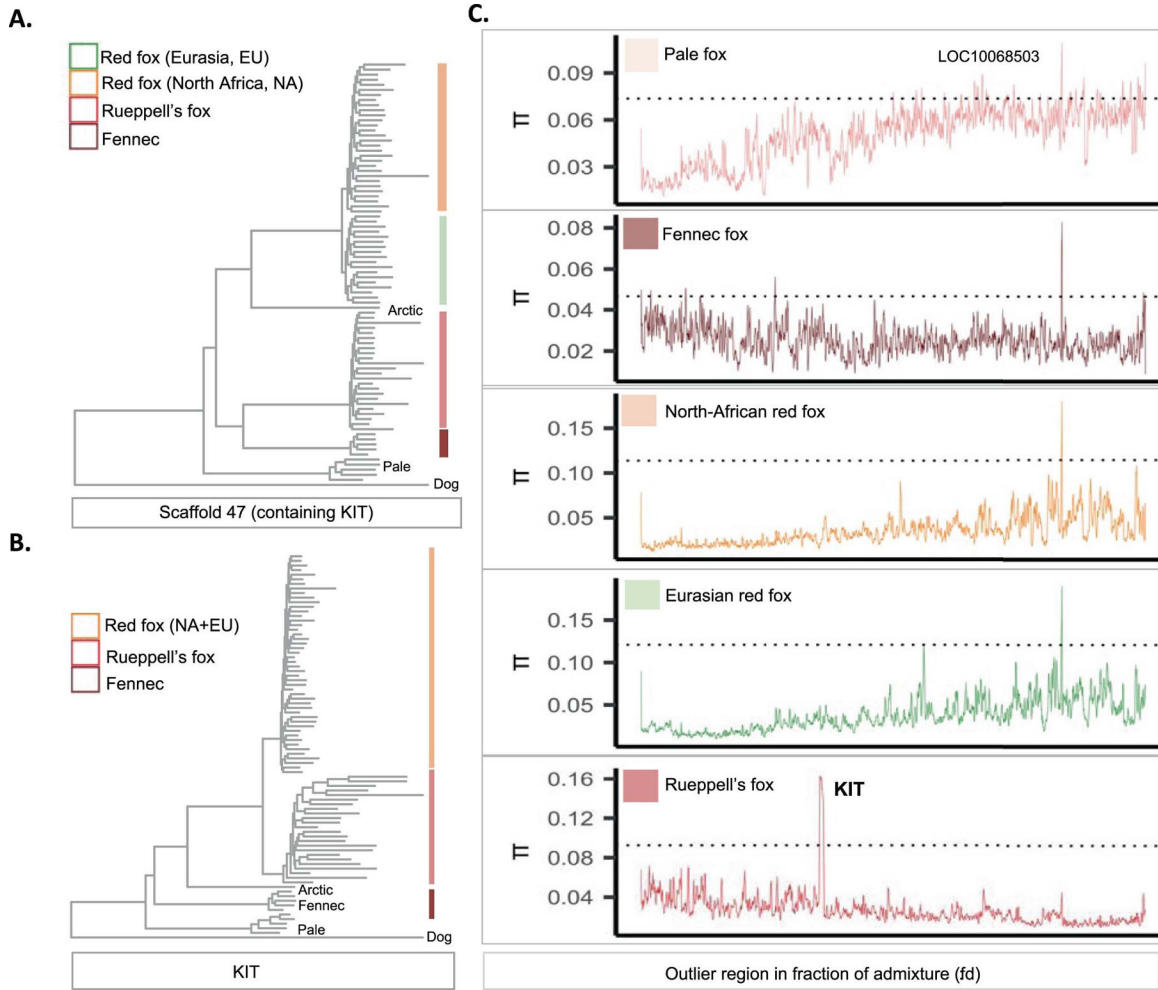 A.
Red fox (Eurasia, EU)
Red fox (North Africa, NA)
Rueppell's fox
Fennec
Arctic
Pale
Dog
Scaffold 47 (containing KIT)
B.
Red fox (NA+EU)
Rueppell's fox
Fennec
Arctic
Fennec
Pale
Dog
KIT
C.
Pale fox
LOC10068503
0.09
0.06
0.03
π
Fennec fox
0.08
0.06
0.04
0.02
π
North-African red fox
0.15
0.10
0.05
π
Eurasian red fox
0.15
0.10
0.05
π
Rueppell's fox
KIT
0.16
0.12
0.08
0.04
π
Outlier region in fraction of admixture (fd)